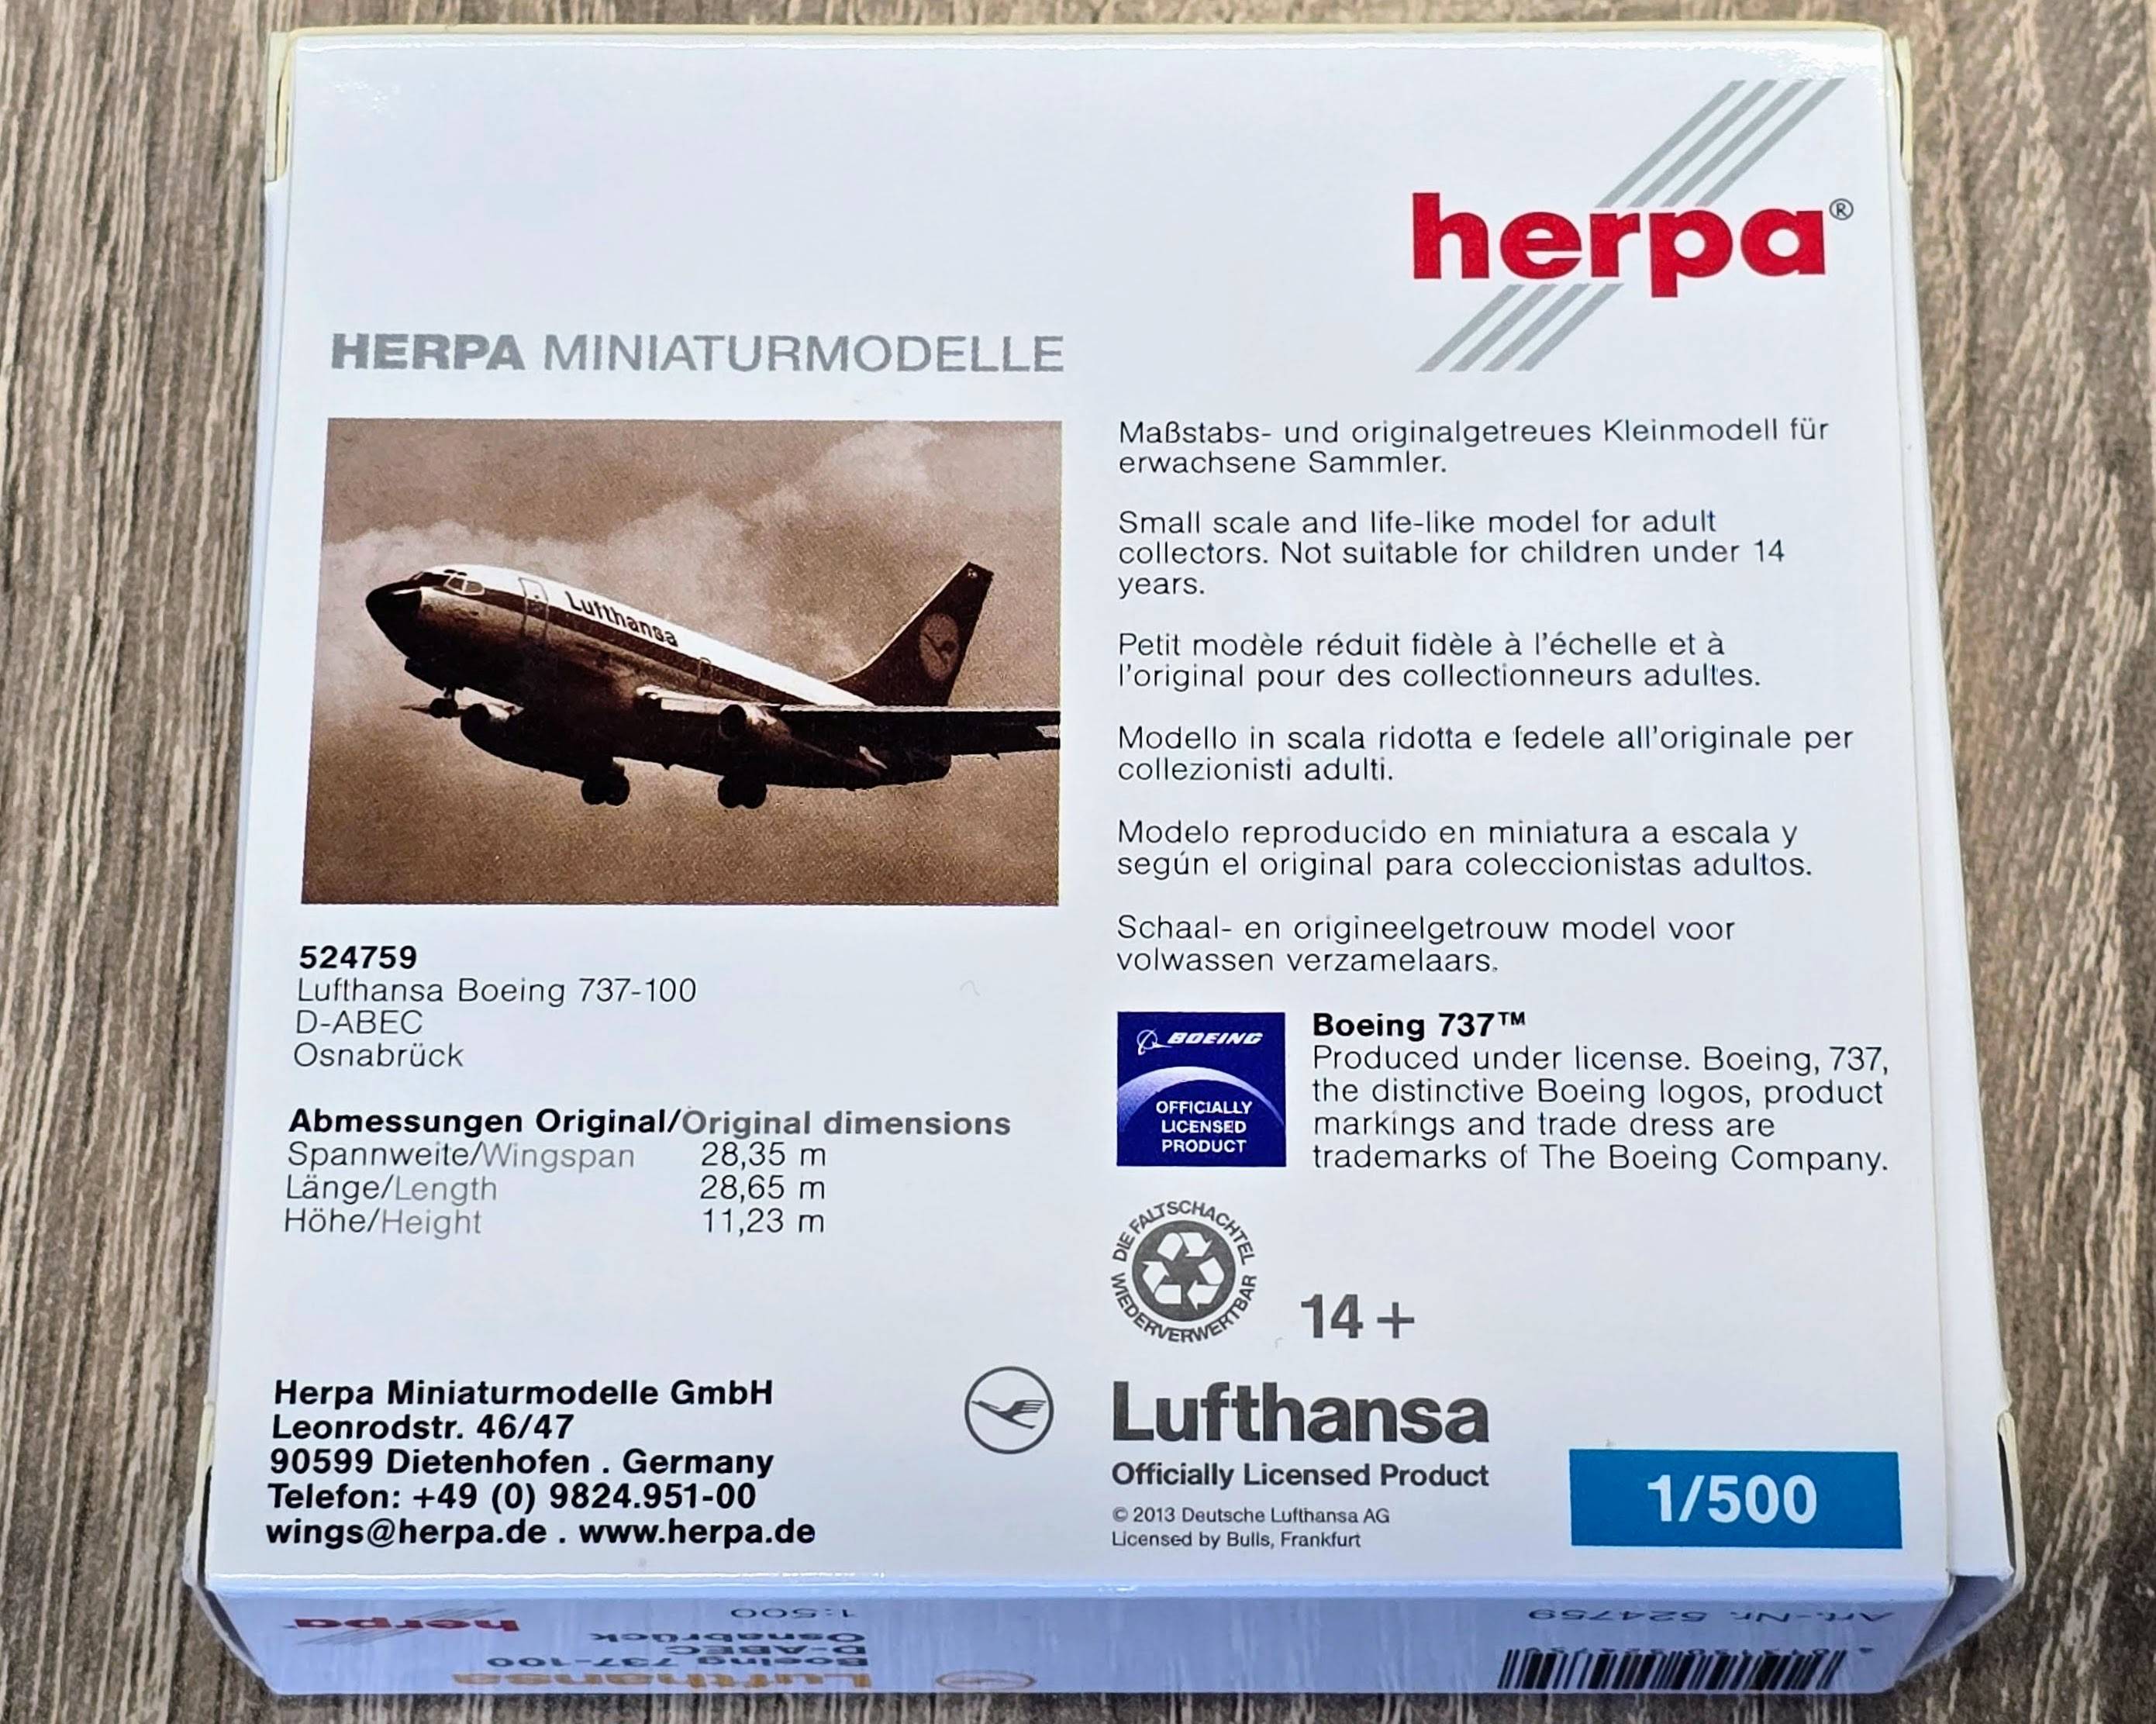 herpa®
HERPA MINIATURMODELLE
Lufthansa
524759
Lufthansa Boeing 737-100
D-ABEC
Osnabrück
Abmessungen Original/Original dimensions
Spannweite/Wingspan 28,35 m
Länge/Length 28,65 m
Höhe/Height 11,23 m
Herpa Miniaturmodelle GmbH
Leonrodstr. 46/47
90599 Dietenhofen . Germany
Telefon: +49 (0) 9824.951-00
wings@herpa.de . www.herpa.de
Maßstabs- und originalgetreues Kleinmodell für
erwachsene Sammler.
Small scale and life-like model for adult
collectors. Not suitable for children under 14
years.
Petit modèle réduit fidèle à l'échelle et à
l'original pour des collectionneurs adultes.
Modello in scala ridotta e fedele all'originale per
collezionisti adulti.
Modelo reproducido en miniatura a escala y
según el original para coleccionistas adultos.
Schaal- en origineelgetrouw model voor
volwassen verzamelaars.
BOEING
OFFICIALLY
LICENSED
PRODUCT
Boeing 737™
Produced under license. Boeing, 737,
the distinctive Boeing logos, product
markings and trade dress are
trademarks of The Boeing Company.
DIE FALTSCHACHTEL
WIEDERVERWERTBAR
14+
Lufthansa
Officially Licensed Product
© 2013 Deutsche Lufthansa AG
Licensed by Bulls, Frankfurt
1/500
Lufthansa
Boeing 737-100
D-ABEC
Osnabrück
1:500
herpa
Art.-Nr. 524759